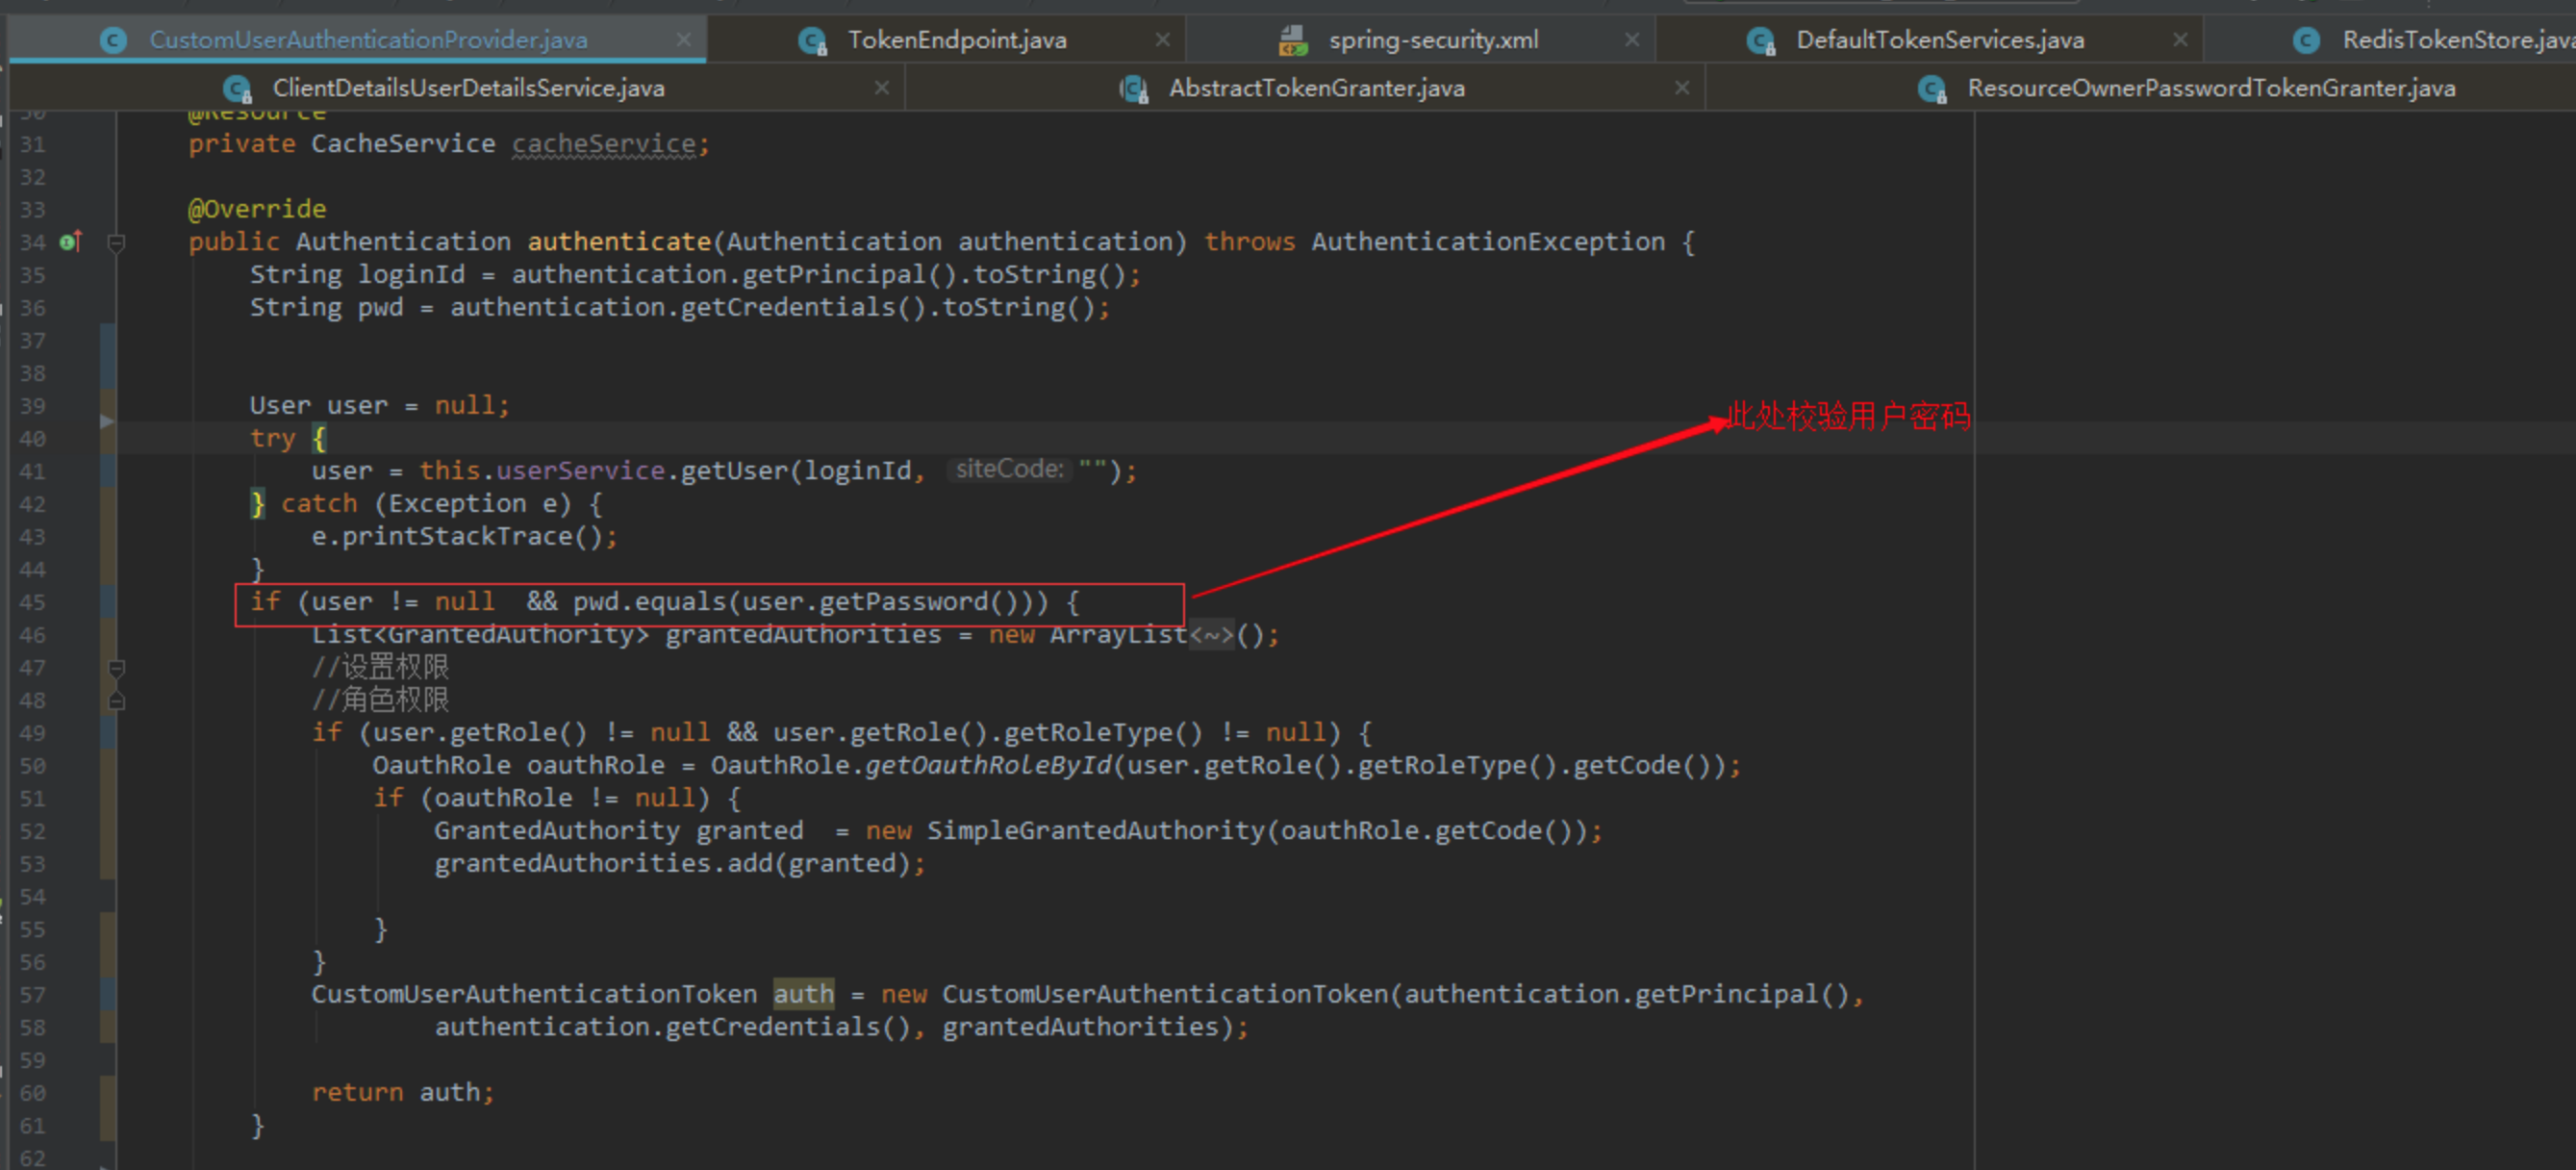 CustomUserAuthenticationProvider.java
TokenEndpoint.java
spring-security.xml
DefaultTokenServices.java
ClientDetailsUserDetailsService.java
AbstractTokenGranter.java
ResourceOwnerPasswordTokenGranter.java
30 @Resource
31 private CacheService cacheService;
32
33 @Override
34 public Authentication authenticate(Authentication authentication) throws AuthenticationException {
35 String loginId = authentication.getPrincipal().toString();
36 String pwd = authentication.getCredentials().toString();
37
38
39 User user = null;
此处校验用户密码
40 try {
41 user = this.userService.getUser(loginId, siteCode: "");
42 } catch (Exception e) {
43 e.printStackTrace();
44 }
45 if (user != null  && pwd.equals(user.getPassword())) {
46 List<GrantedAuthority> grantedAuthorities = new ArrayList<~>();
47 //设置权限
48 //角色权限
49 if (user.getRole() != null && user.getRole().getRoleType() != null) {
50 OauthRole oauthRole = OauthRole.getOauthRoleById(user.getRole().getRoleType().getCode());
51 if (oauthRole != null) {
52 GrantedAuthority granted  = new SimpleGrantedAuthority(oauthRole.getCode());
53 grantedAuthorities.add(granted);
54
55 }
56 }
57 CustomUserAuthenticationToken auth = new CustomUserAuthenticationToken(authentication.getPrincipal(),
58 authentication.getCredentials(), grantedAuthorities);
59
60 return auth;
61 }
62